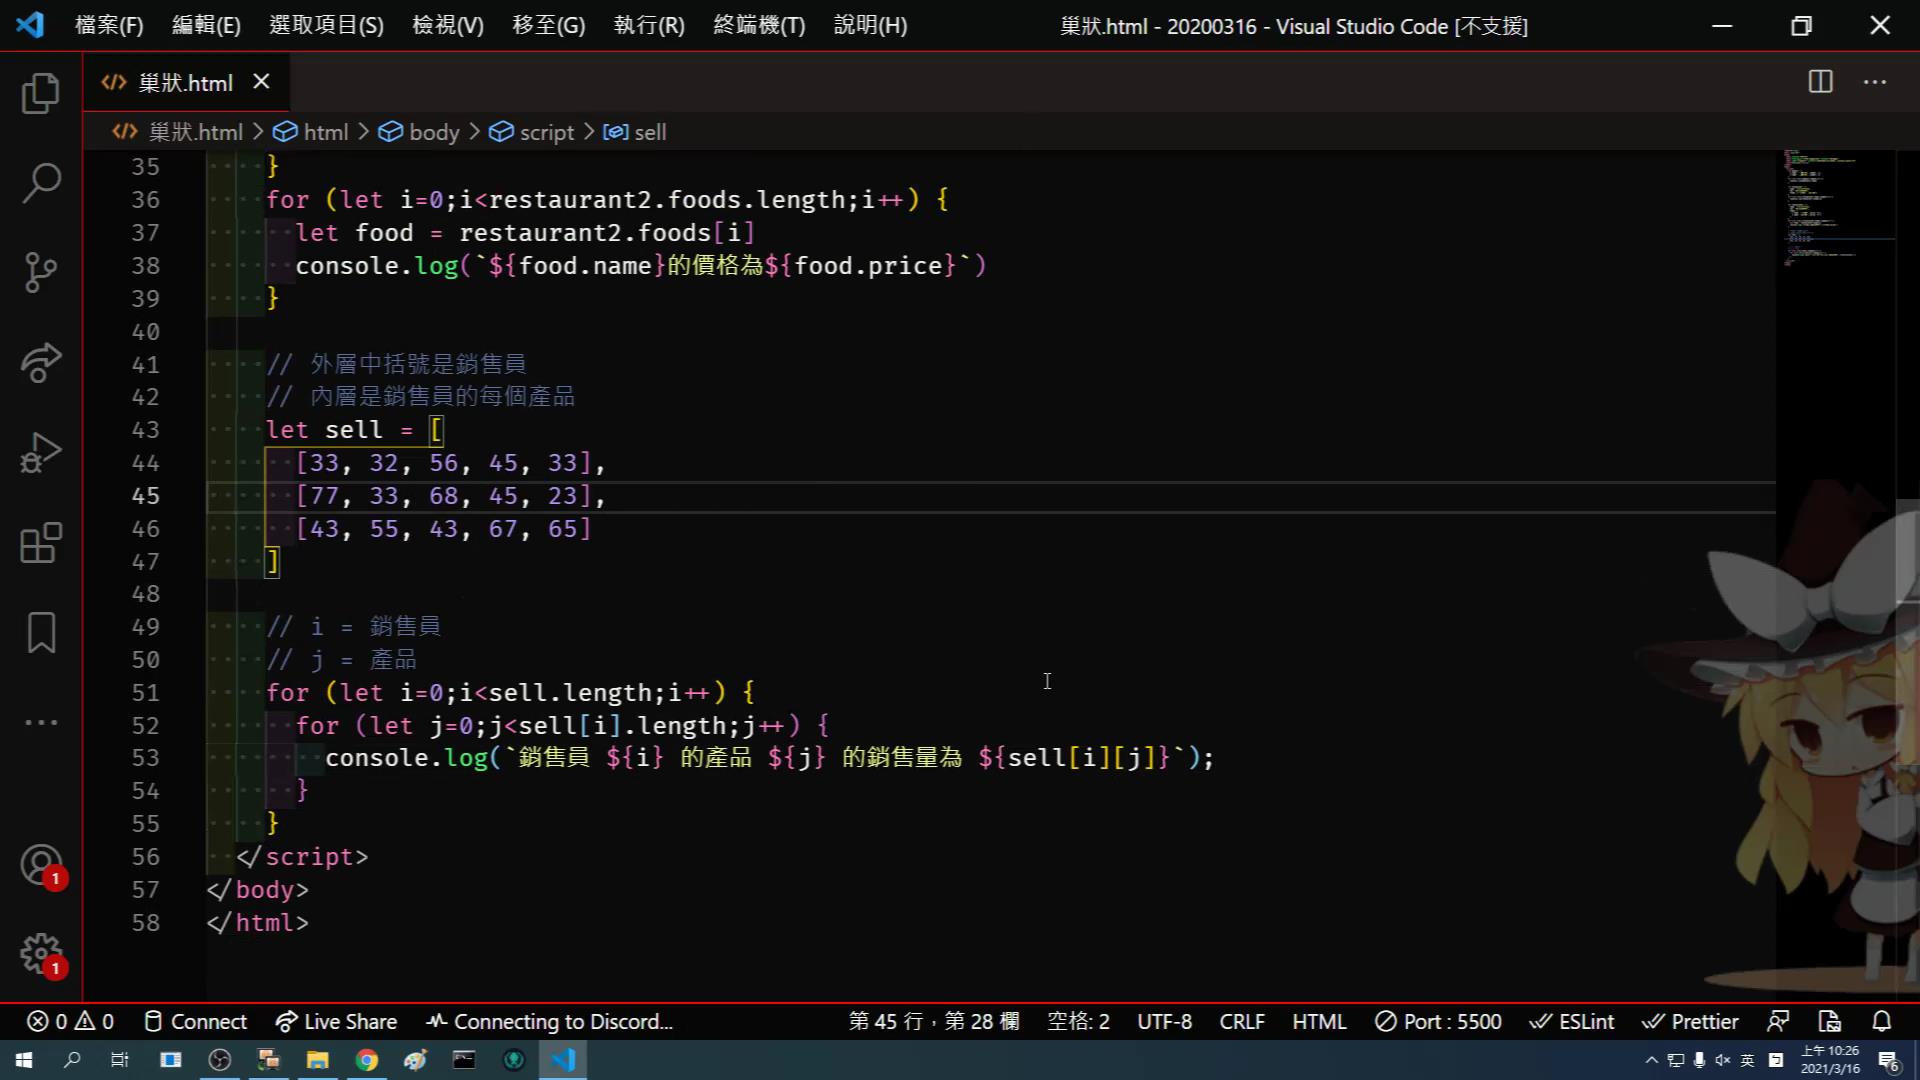 檔案(F) 編輯(E) 選取項目(S) 檢視(V) 移至(G) 執行(R) 終端機(T) 說明(H) 巢狀.html - 20200316 - Visual Studio Code [不支援]
巢狀.html
巢狀.html > html > body > script > sell
35 }
36 for (let i=0;i<restaurant2.foods.length;i++) {
37 let food = restaurant2.foods[i]
38 console.log(`${food.name}的價格為${food.price}`)
39 }
40
41 // 外層中括號是銷售員
42 // 內層是銷售員的每個產品
43 let sell = [
44 [33, 32, 56, 45, 33],
45 [77, 33, 68, 45, 23],
46 [43, 55, 43, 67, 65]
47 ]
48
49 // i = 銷售員
50 // j = 產品
51 for (let i=0;i<sell.length;i++) {
52 for (let j=0;j<sell[i].length;j++) {
53 console.log(`銷售員 ${i} 的產品 ${j} 的銷售量為 ${sell[i][j]}`);
54 }
55 }
56 </script>
57 </body>
58 </html>
1
1
0 0 Connect Live Share Connecting to Discord... 第 45 行，第 28 欄 空格: 2 UTF-8 CRLF HTML Port : 5500 ESLint Prettier
英 上午 10:26
2021/3/16 6